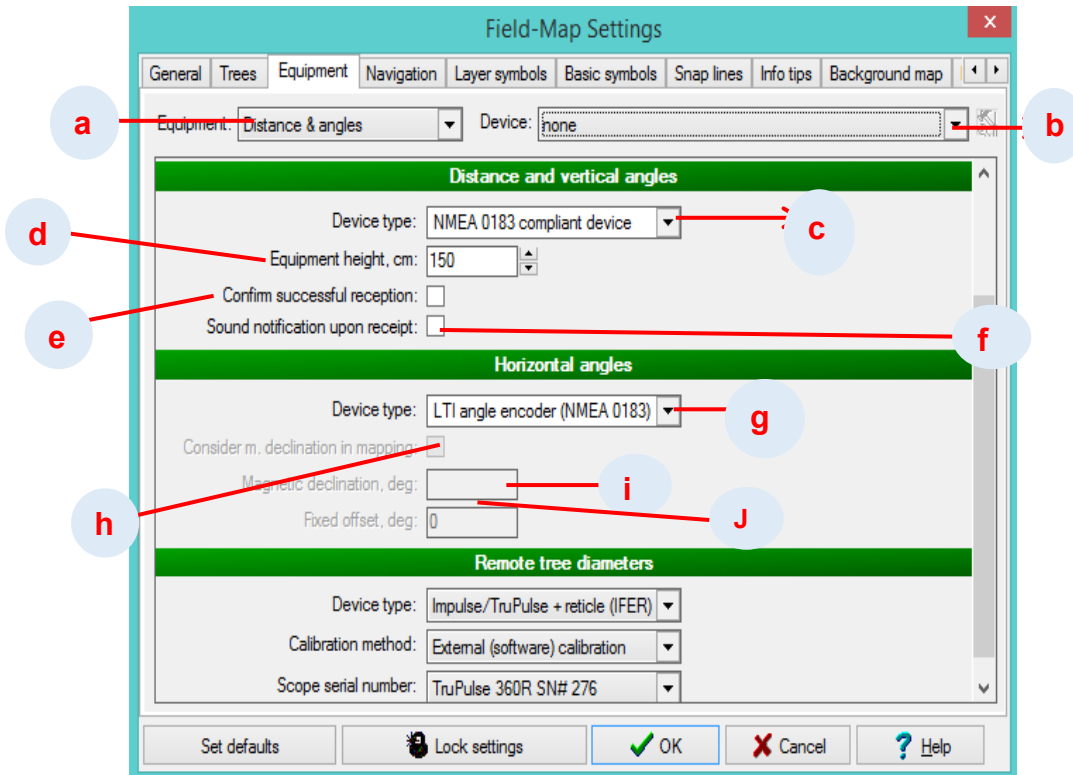 Field-Map Settings x
General Trees Equipment Navigation Layer symbols Basic symbols Snap lines Info tips Background map
a Equipment: Distance & angles Device: none b
Distance and vertical angles
Device type: NMEA 0183 compliant device c
d Equipment height, cm: 150
Confirm successful reception:
e Sound notification upon receipt: f
Horizontal angles
Device type: LTI angle encoder (NMEA 0183) g
Consider m. declination in mapping:
Magnetic declination, deg: i
h Fixed offset, deg: 0 J
Remote tree diameters
Device type: Impulse/TruPulse + reticle (IFER)
Calibration method: External (software) calibration
Scope serial number: TruPulse 360R SN# 276
Set defaults Lock settings OK Cancel ? Help